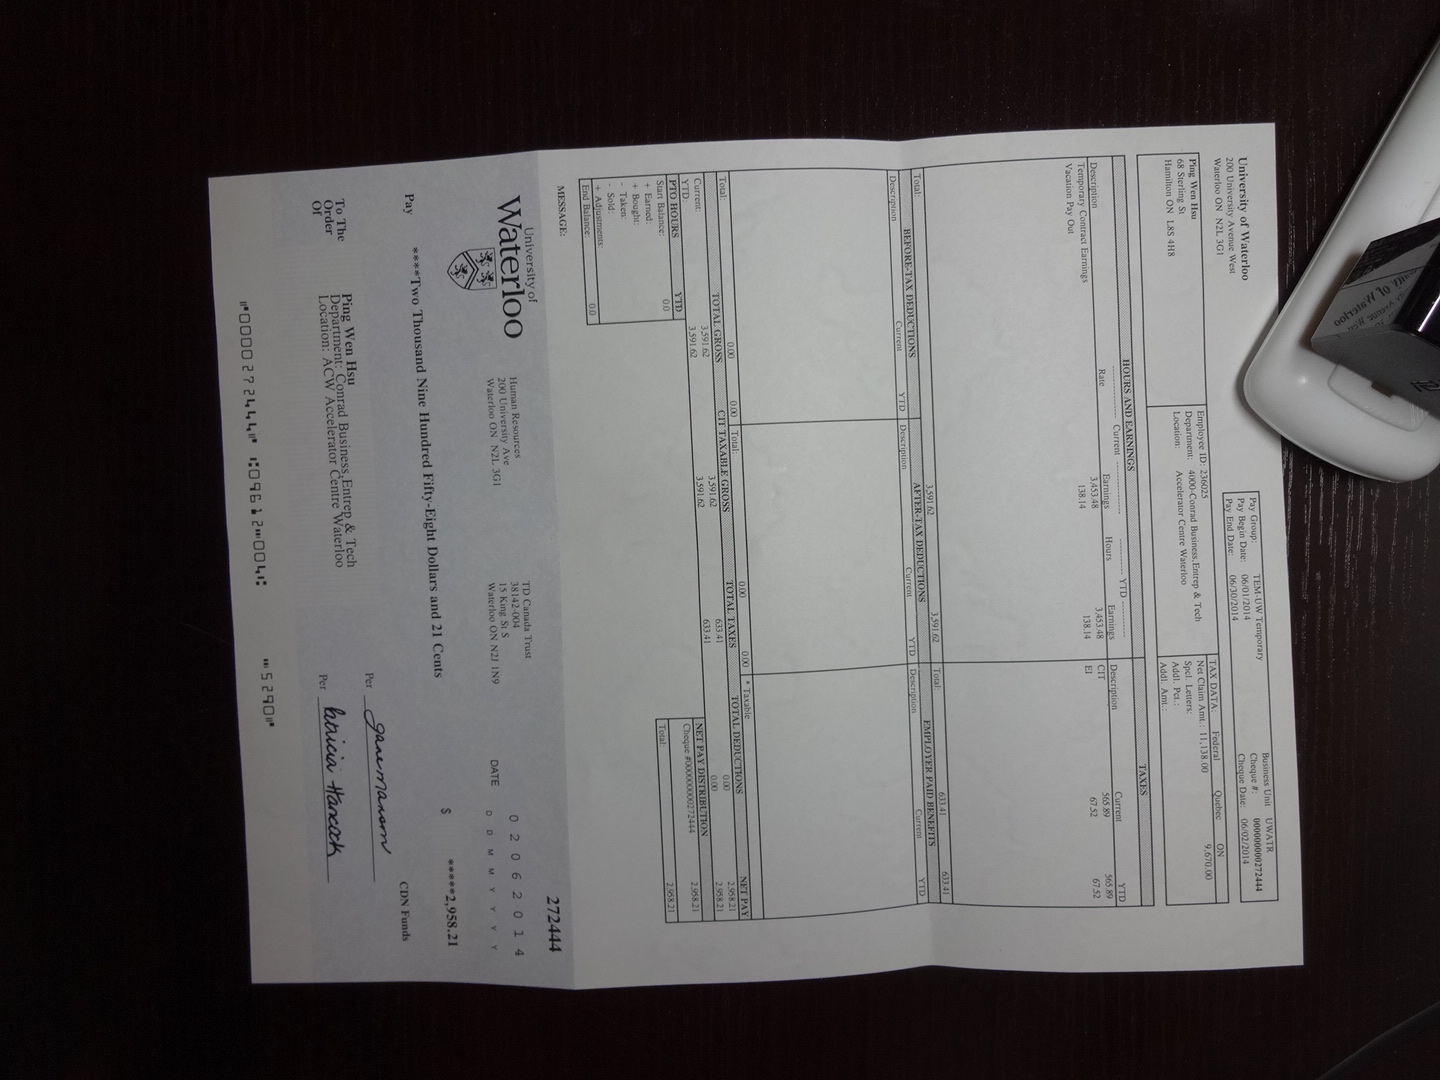 University of Waterloo
200 University Avenue West
Waterloo ON N2L 3G1
Pay Group: TEM-UW Temporary
Pay Begin Date: 06/01/2014
Pay End Date: 06/30/2014
Business Unit UWATR
Cheque #: 000000000272444
Cheque Date: 06/02/2014
Ping Wen Hsu
68 Sterling St
Hamilton ON L8S 4H8
Employee ID: 236025
Department: 4000-Conrad Business,Entrep & Tech
Location: Accelerator Centre Waterloo
TAX DATA: Federal Quebec ON
Net Claim Amt.: 11,138.00 9,670.00
Spcl. Letters:
Addl. Pct.:
Addl. Amt.:
HOURS AND EARNINGS
Current YTD
Description Rate Earnings Hours Earnings
Temporary Contract Earnings 3,453.48 3,453.48
Vacation Pay Out 138.14 138.14
Total: 3,591.62 3,591.62
TAXES
Description Current YTD
CIT 565.89 565.89
EI 67.52 67.52
Total: 633.41 633.41
BEFORE-TAX DEDUCTIONS
Description Current YTD
Total: 0.00 0.00
AFTER-TAX DEDUCTIONS
Description Current YTD
Total: 0.00 0.00
EMPLOYER PAID BENEFITS
Description Current YTD
* Taxable
TOTAL GROSS CIT TAXABLE GROSS TOTAL TAXES TOTAL DEDUCTIONS NET PAY
Current: 3,591.62 3,591.62 633.41 0.00 2,958.21
YTD: 3,591.62 3,591.62 633.41 0.00 2,958.21
PTO HOURS YTD
Start Balance: 0.0
+ Earned:
+ Bought:
- Taken:
- Sold:
+ Adjustments:
End Balance: 0.0
NET PAY DISTRIBUTION
Cheque #000000000272444 2,958.21
Total: 2,958.21
MESSAGE:
272444
University of
Waterloo
Human Resources
200 University Ave
Waterloo ON N2L 3G1
TD Canada Trust
38142-004
15 King St S
Waterloo ON N2J 1N9
DATE 0 2 0 6 2 0 1 4
D D M M Y Y Y Y
Pay ****Two Thousand Nine Hundred Fifty-Eight Dollars and 21 Cents
$ *****2,958.21
CDN Funds
To The
Order
Of
Ping Wen Hsu
Department: Conrad Business,Entrep & Tech
Location: ACW Accelerator Centre Waterloo
Per Jane Manson
Per Patricia Hancock
⑈0000272444⑈ ⑆09612⑉004⑆ ⑈5290⑈